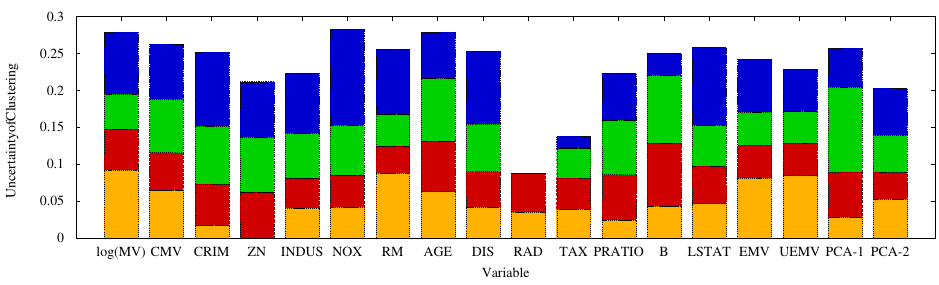 0.3
0.25
0.2
0.15
0.1
0.05
0
UncertaintyofClustering
log(MV) CMV CRIM ZN INDUS NOX RM AGE DIS RAD TAX PRATIO B LSTAT EMV UEMV PCA-1 PCA-2
Variable